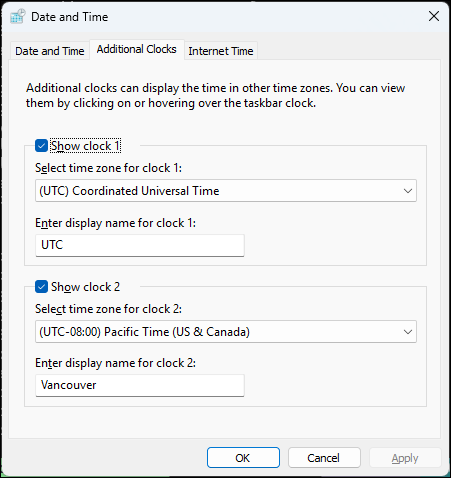 Date and Time
Date and Time Additional Clocks Internet Time
Additional clocks can display the time in other time zones. You can view
them by clicking on or hovering over the taskbar clock.
Show clock 1
Select time zone for clock 1:
(UTC) Coordinated Universal Time
Enter display name for clock 1:
UTC
Show clock 2
Select time zone for clock 2:
(UTC-08:00) Pacific Time (US & Canada)
Enter display name for clock 2:
Vancouver
OK Cancel Apply